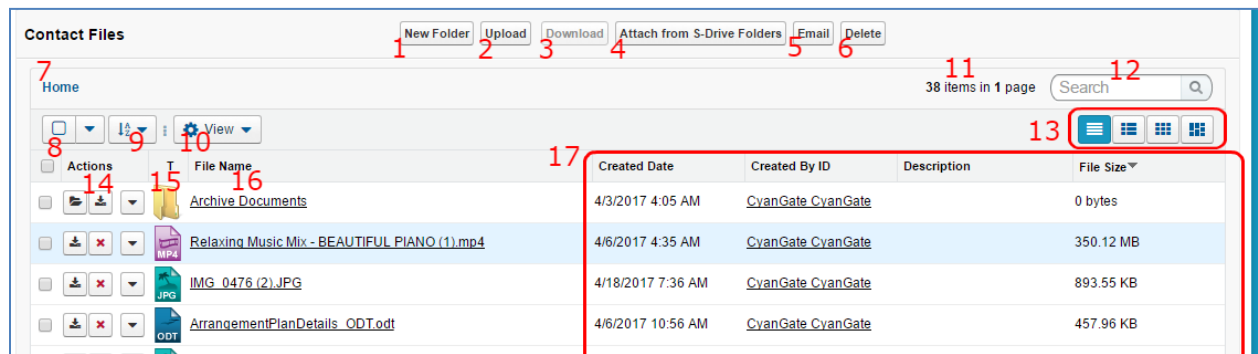 Contact Files New Folder Upload Download Attach from S-Drive Folders Email Delete
1 2 3 4 5 6
7 11 12
Home 38 items in 1 page Search
8 9 10 View 13
Actions T File Name 17 Created Date Created By ID Description File Size
14 15 16
Archive Documents 4/3/2017 4:05 AM CyanGate CyanGate 0 bytes
MP4 Relaxing Music Mix - BEAUTIFUL PIANO (1).mp4 4/6/2017 4:35 AM CyanGate CyanGate 350.12 MB
JPG IMG_0476 (2).JPG 4/18/2017 7:36 AM CyanGate CyanGate 893.55 KB
ODT ArrangementPlanDetails_ODT.odt 4/6/2017 10:56 AM CyanGate CyanGate 457.96 KB